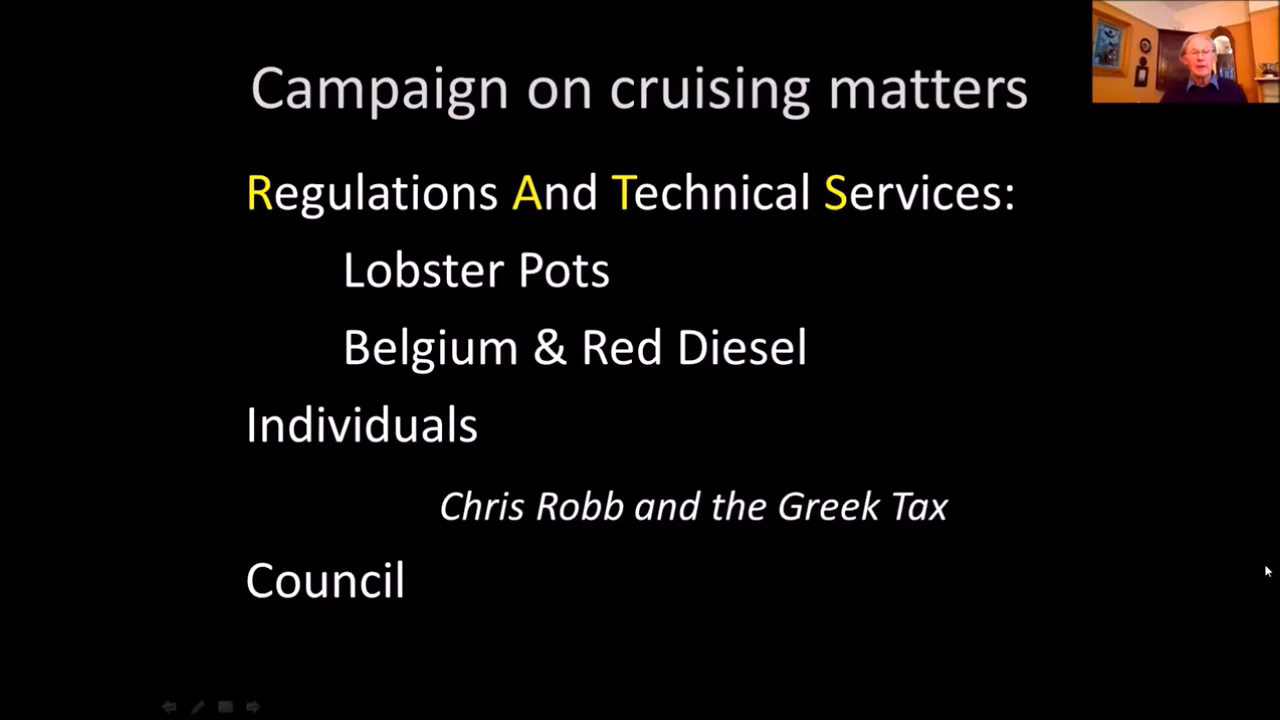 Campaign on cruising matters
Regulations And Technical Services:
Lobster Pots
Belgium & Red Diesel
Individuals
Chris Robb and the Greek Tax
Council